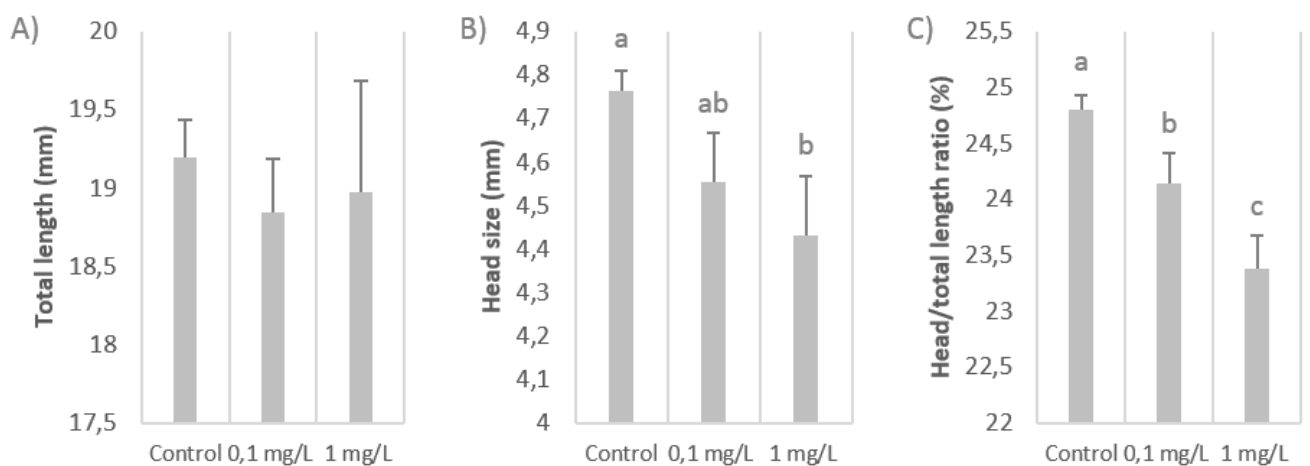 A)
Total length (mm)
20
19,5
19
18,5
18
17,5
Control 0,1 mg/L 1 mg/L
B)
Head size (mm)
4,9
4,8
4,7
4,6
4,5
4,4
4,3
4,2
4,1
4
a
ab
b
Control 0,1 mg/L 1 mg/L
C)
Head/total length ratio (%)
25,5
25
24,5
24
23,5
23
22,5
22
a
b
c
Control 0,1 mg/L 1 mg/L